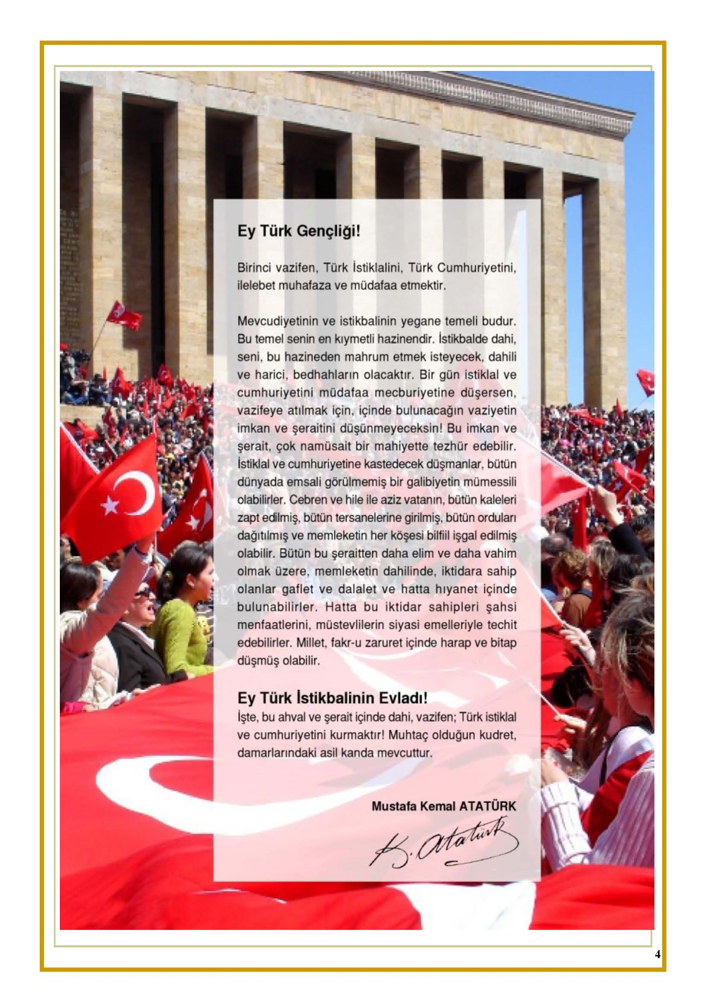 Ey Türk Gençliği!
Birinci vazifen, Türk İstiklalini, Türk Cumhuriyetini,
ilelebet muhafaza ve müdafaa etmektir.
Mevcudiyetinin ve istikbalinin yegane temeli budur.
Bu temel senin en kıymetli hazinendir. İstikbalde dahi,
seni, bu hazineden mahrum etmek isteyecek, dahili
ve harici, bedhahların olacaktır. Bir gün istiklal ve
cumhuriyetini müdafaa mecburiyetine düşersen,
vazifeye atılmak için, içinde bulunacağın vaziyetin
imkan ve şeraitini düşünmeyeceksin! Bu imkan ve
şerait, çok namüsait bir mahiyette tezhür edebilir.
İstiklal ve cumhuriyetine kastedecek düşmanlar, bütün
dünyada emsali görülmemiş bir galibiyetin mümessili
olabilirler. Cebren ve hile ile aziz vatanın, bütün kaleleri
zapt edilmiş, bütün tersanelerine girilmiş, bütün orduları
dağıtılmış ve memleketin her köşesi bilfiil işgal edilmiş
olabilir. Bütün bu şeraitten daha elim ve daha vahim
olmak üzere, memleketin dahilinde, iktidara sahip
olanlar gaflet ve dalalet ve hatta hıyanet içinde
bulunabilirler. Hatta bu iktidar sahipleri şahsi
menfaatlerini, müstevlilerin siyasi emelleriyle techit
edebilirler. Millet, fakr-u zaruret içinde harap ve bitap
düşmüş olabilir.
Ey Türk İstikbalinin Evladı!
İşte, bu ahval ve şerait içinde dahi, vazifen; Türk istiklal
ve cumhuriyetini kurmaktır! Muhtaç olduğun kudret,
damarlarındaki asil kanda mevcuttur.
Mustafa Kemal ATATÜRK
K. Atatürk
4